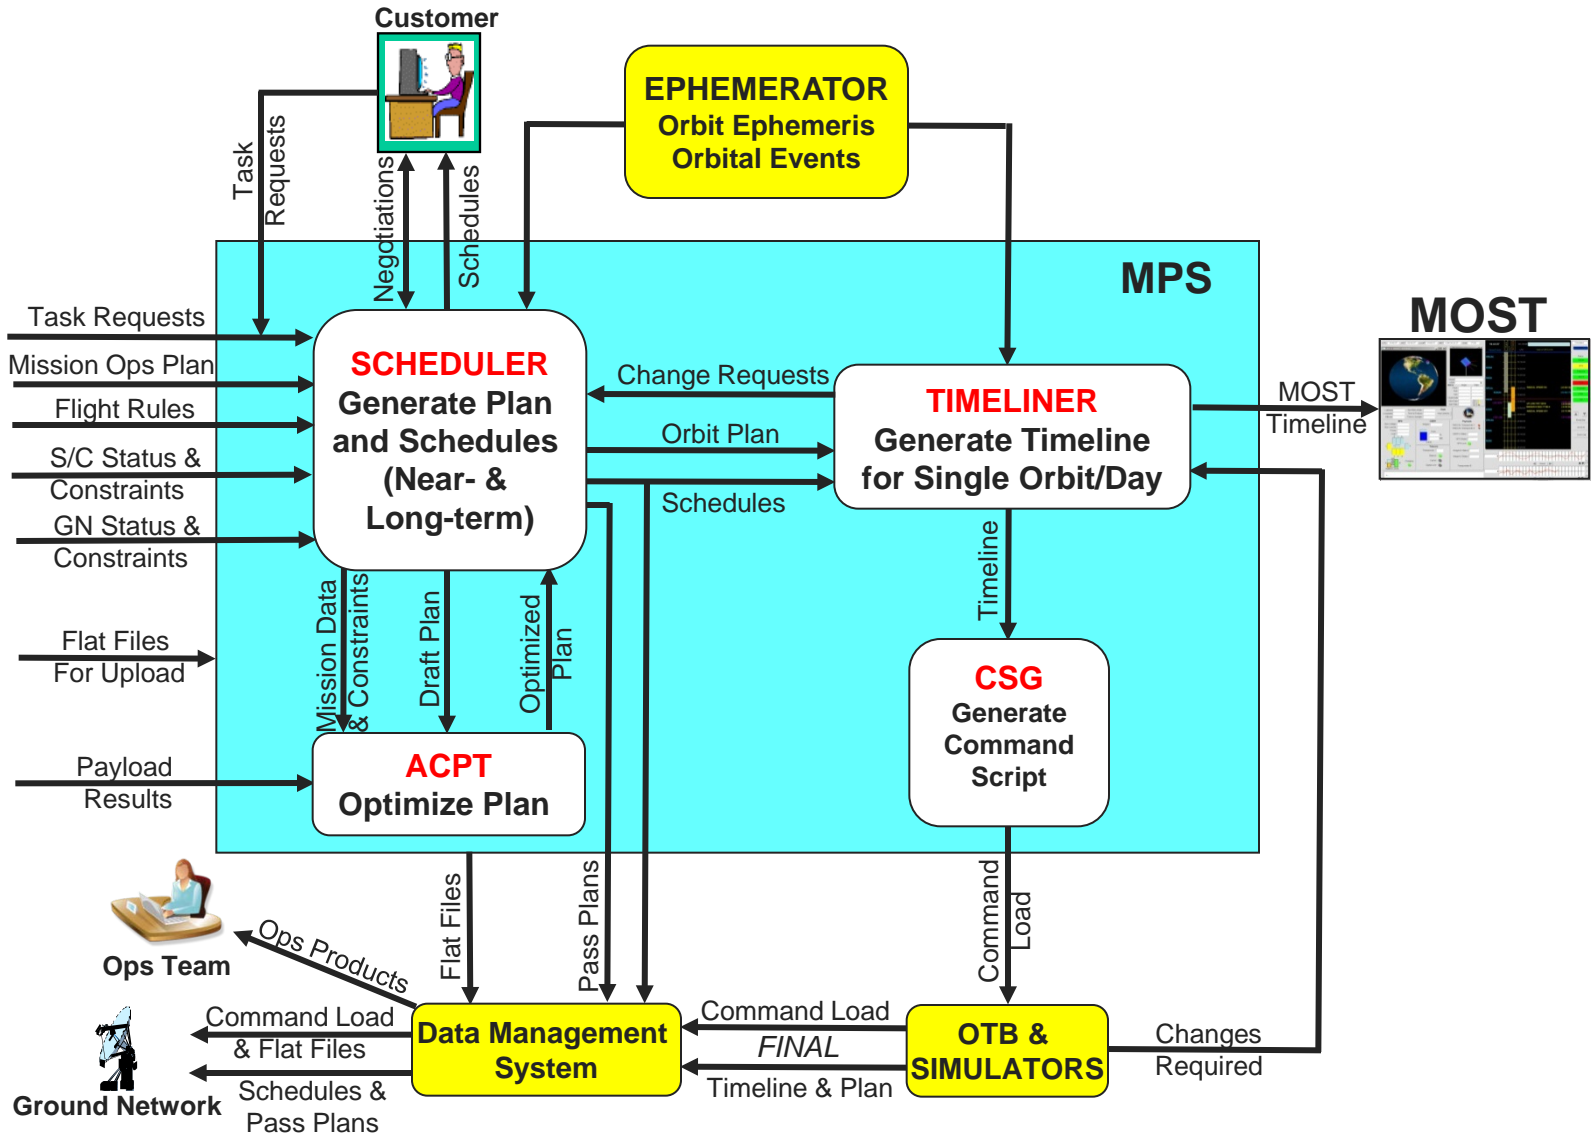 Customer
EPHEMERATOR
Orbit Ephemeris
Orbital Events
Task
Requests
Negotiations
Schedules
MPS
MOST
Task Requests
Mission Ops Plan
Flight Rules
S/C Status &
Constraints
GN Status &
Constraints
SCHEDULER
Generate Plan
and Schedules
(Near- &
Long-term)
Change Requests
Orbit Plan
Schedules
TIMELINER
Generate Timeline
for Single Orbit/Day
MOST
Timeline
Mission Data
& Constraints
Draft Plan
Optimized
Plan
Timeline
Flat Files
For Upload
CSG
Generate
Command
Script
Payload
Results
ACPT
Optimize Plan
Flat Files
Pass Plans
Command
Load
Ops Team
Ops Products
Command Load
& Flat Files
Schedules &
Pass Plans
Ground Network
Data Management
System
Command Load
FINAL
Timeline & Plan
OTB &
SIMULATORS
Changes
Required